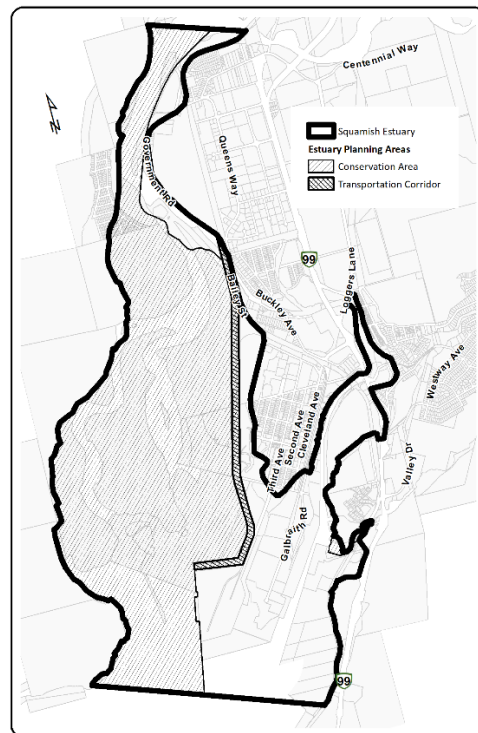 Centennial Way
N
Squamish Estuary
Estuary Planning Areas
Conservation Area
Transportation Corridor
Government Rd
Queens Way
99
Loggers Lane
Bailey St
Buckley Ave
Westway Ave
Third Ave
Second Ave
Cleveland Ave
Valley Dr
Galbraith Rd
99